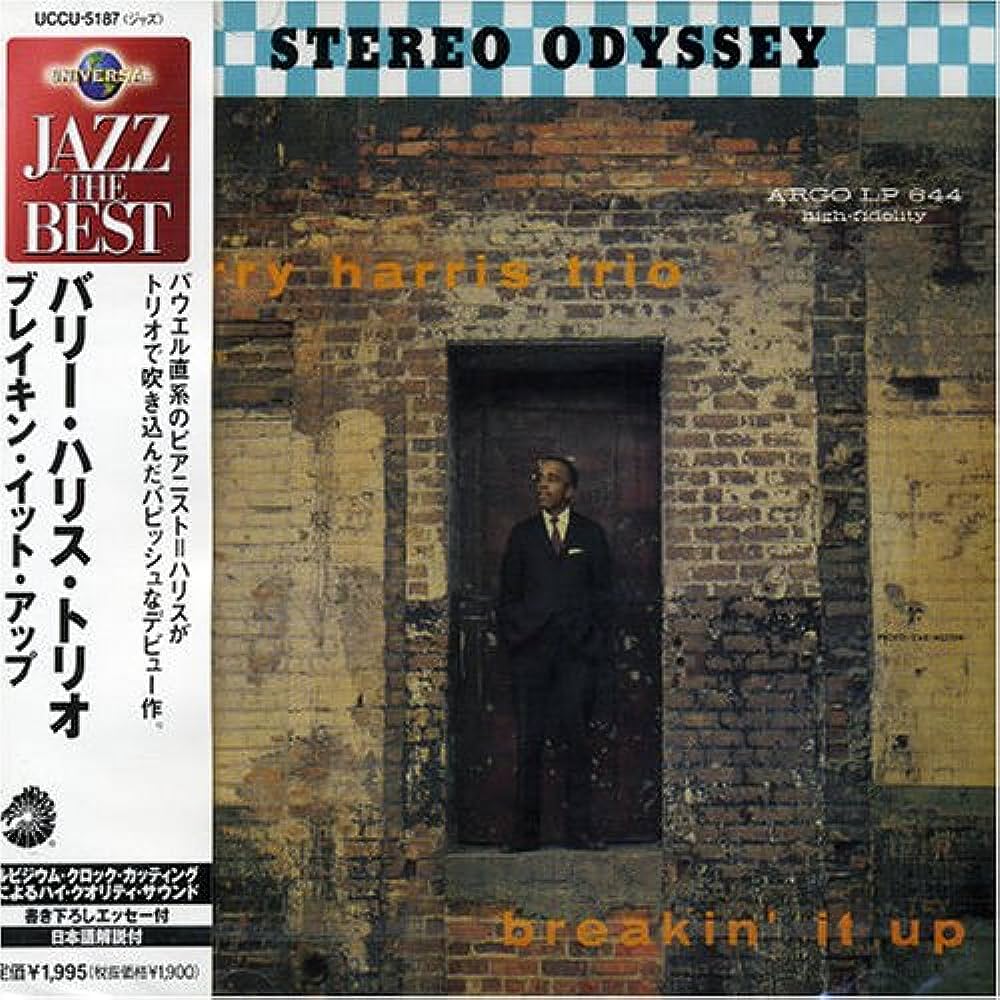 UCCU-5187〈ジャズ〉
UNIVERSAL
JAZZ
THE
BEST
バリー・ハリス・トリオ
ブレイキン・イット・アップ
パウエル直系のピアニスト＝ハリスが
トリオで吹き込んだバピッシュなデビュー作。
ルビジウム・クロック・カッティング
によるハイ・クオリティ・サウンド
書き下ろしエッセー付
日本語解説付
定価¥1,995(税抜価格¥1,900)
STEREO ODYSSEY
ARGO LP 644
high-fidelity
rry harris trio
breakin' it up